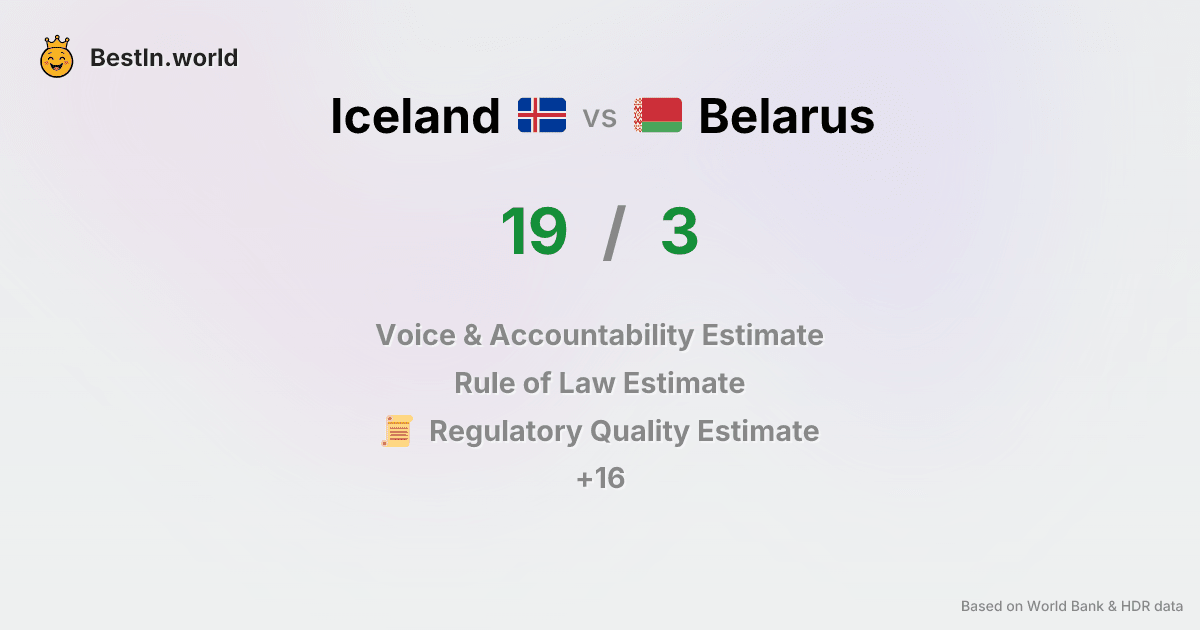 BestIn.world
Iceland vs Belarus
19 / 3
Voice & Accountability Estimate
Rule of Law Estimate
Regulatory Quality Estimate
+16
Based on World Bank & HDR data